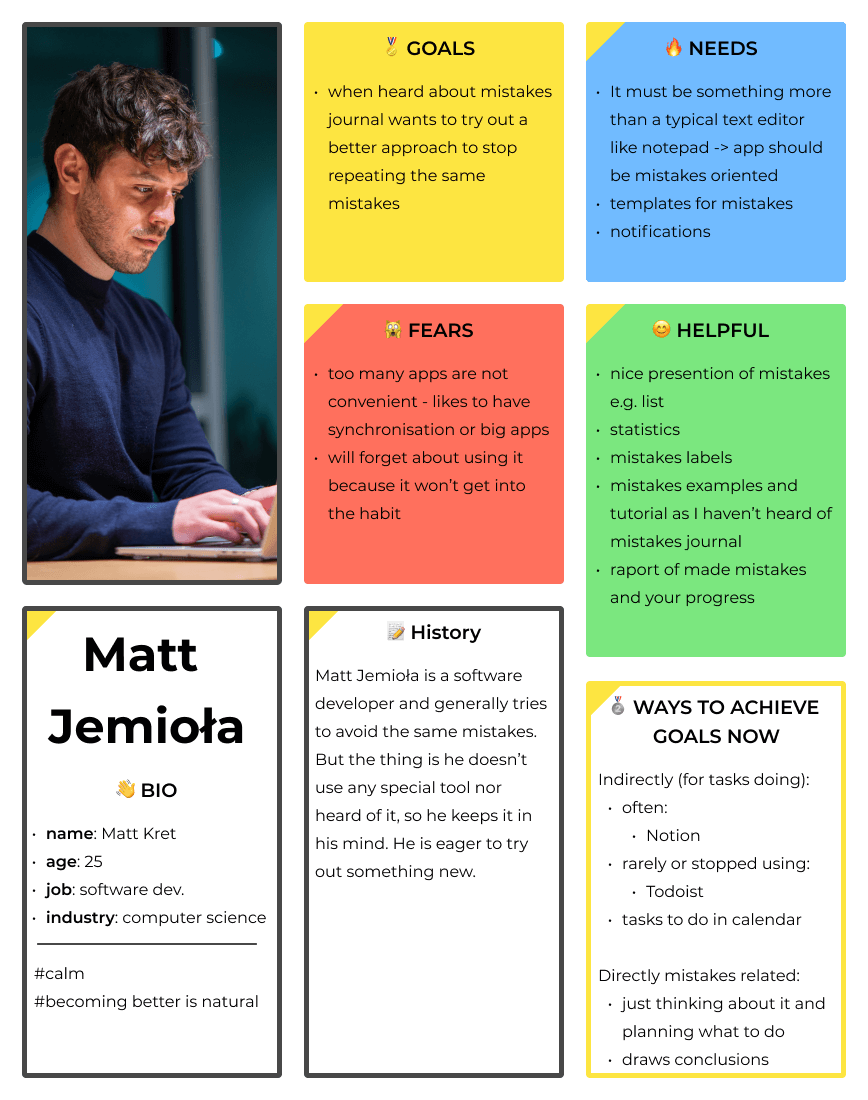 🏅 GOALS
• when heard about mistakes
journal wants to try out a
better approach to stop
repeating the same
mistakes
🔥 NEEDS
• It must be something more
than a typical text editor
like notepad -> app should
be mistakes oriented
• templates for mistakes
• notifications
😱 FEARS
• too many apps are not
convenient - likes to have
synchronisation or big apps
• will forget about using it
because it won’t get into
the habit
😊 HELPFUL
• nice presention of mistakes
e.g. list
• statistics
• mistakes labels
• mistakes examples and
tutorial as I haven’t heard of
mistakes journal
• raport of made mistakes
and your progress
Matt
Jemioła
👋 BIO
• name: Matt Kret
• age: 25
• job: software dev.
• industry: computer science
#calm
#becoming better is natural
📝 History
Matt Jemioła is a software
developer and generally tries
to avoid the same mistakes.
But the thing is he doesn’t
use any special tool nor
heard of it, so he keeps it in
his mind. He is eager to try
out something new.
🥈 WAYS TO ACHIEVE
GOALS NOW
Indirectly (for tasks doing):
• often:
• Notion
• rarely or stopped using:
• Todoist
• tasks to do in calendar
Directly mistakes related:
• just thinking about it and
planning what to do
• draws conclusions